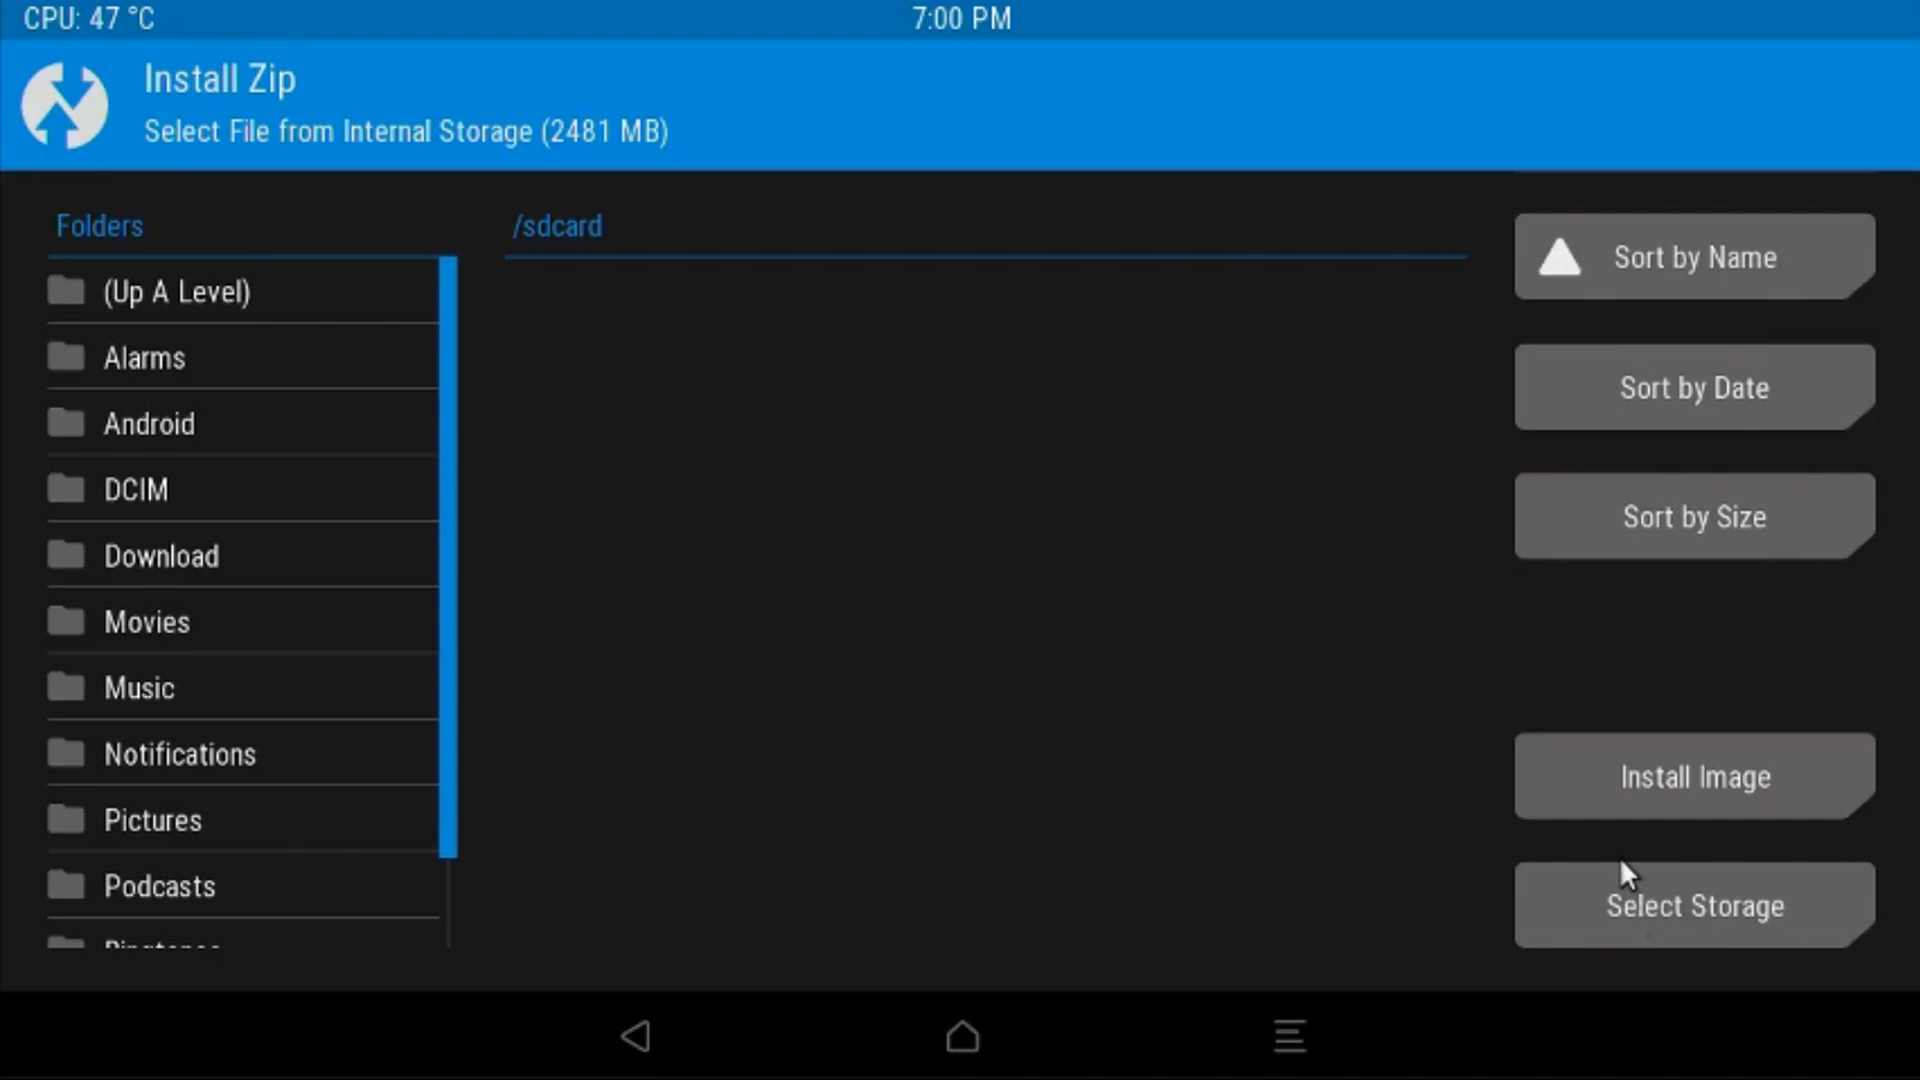 CPU: 47 °C
7:00 PM
Install Zip
Select File from Internal Storage (2481 MB)
Folders
/sdcard
(Up A Level)
Alarms
Android
DCIM
Download
Movies
Music
Notifications
Pictures
Podcasts
Sort by Name
Sort by Date
Sort by Size
Install Image
Select Storage